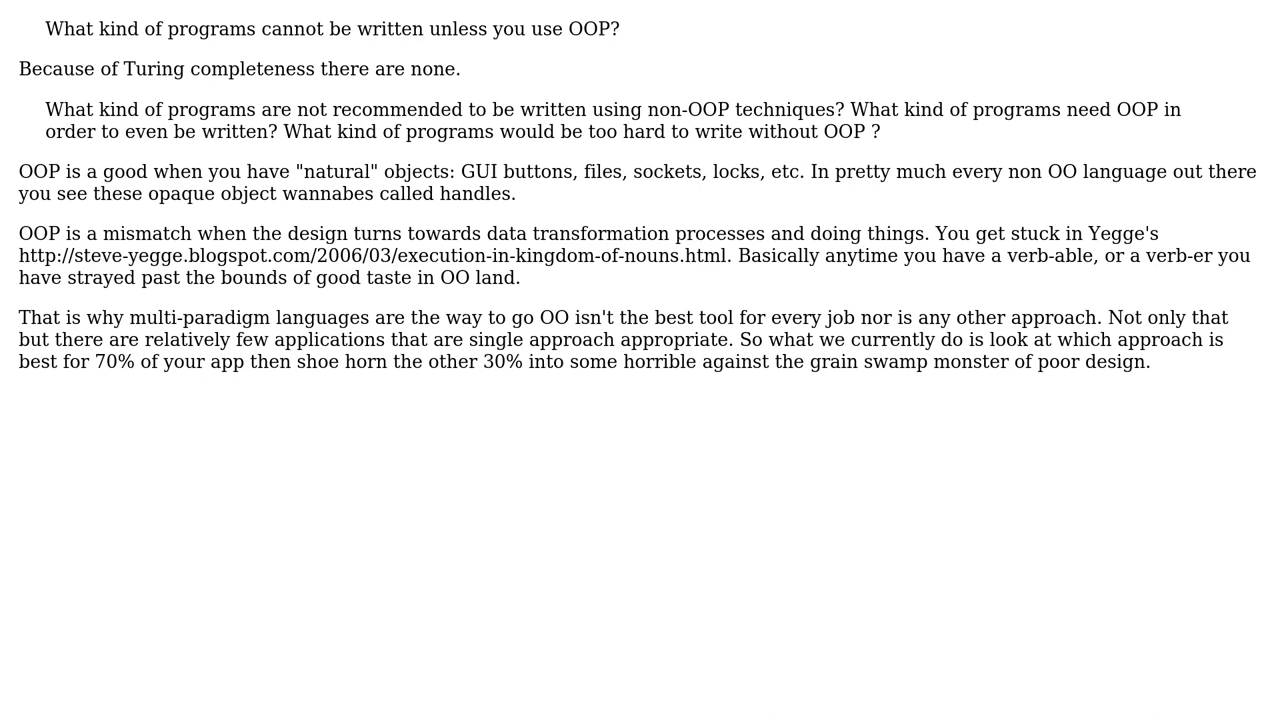 What kind of programs cannot be written unless you use OOP?
Because of Turing completeness there are none.
What kind of programs are not recommended to be written using non-OOP techniques? What kind of programs need OOP in
order to even be written? What kind of programs would be too hard to write without OOP ?
OOP is a good when you have "natural" objects: GUI buttons, files, sockets, locks, etc. In pretty much every non OO language out there
you see these opaque object wannabes called handles.
OOP is a mismatch when the design turns towards data transformation processes and doing things. You get stuck in Yegge's
http://steve-yegge.blogspot.com/2006/03/execution-in-kingdom-of-nouns.html. Basically anytime you have a verb-able, or a verb-er you
have strayed past the bounds of good taste in OO land.
That is why multi-paradigm languages are the way to go OO isn't the best tool for every job nor is any other approach. Not only that
but there are relatively few applications that are single approach appropriate. So what we currently do is look at which approach is
best for 70% of your app then shoe horn the other 30% into some horrible against the grain swamp monster of poor design.